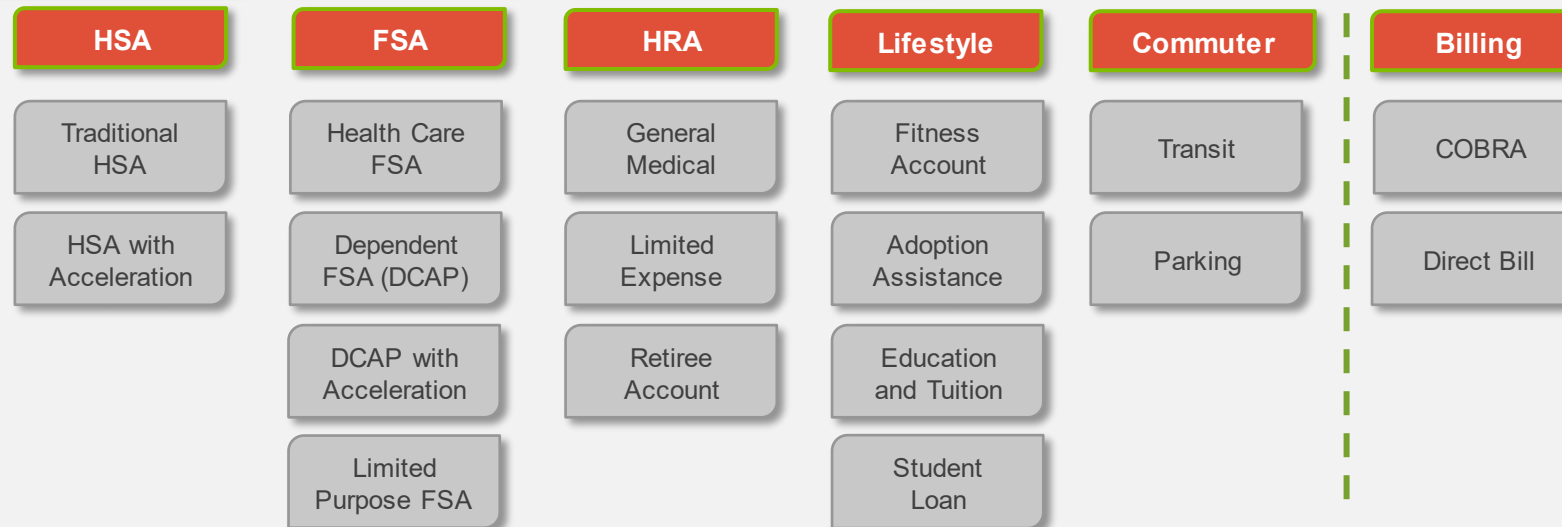 HSA
FSA
HRA
Lifestyle
Commuter
Billing
Traditional
HSA
Health Care
FSA
General
Medical
Fitness
Account
Transit
COBRA
HSA with
Acceleration
Dependent
FSA (DCAP)
Limited
Expense
Adoption
Assistance
Parking
Direct Bill
DCAP with
Acceleration
Retiree
Account
Education
and Tuition
Limited
Purpose FSA
Student
Loan